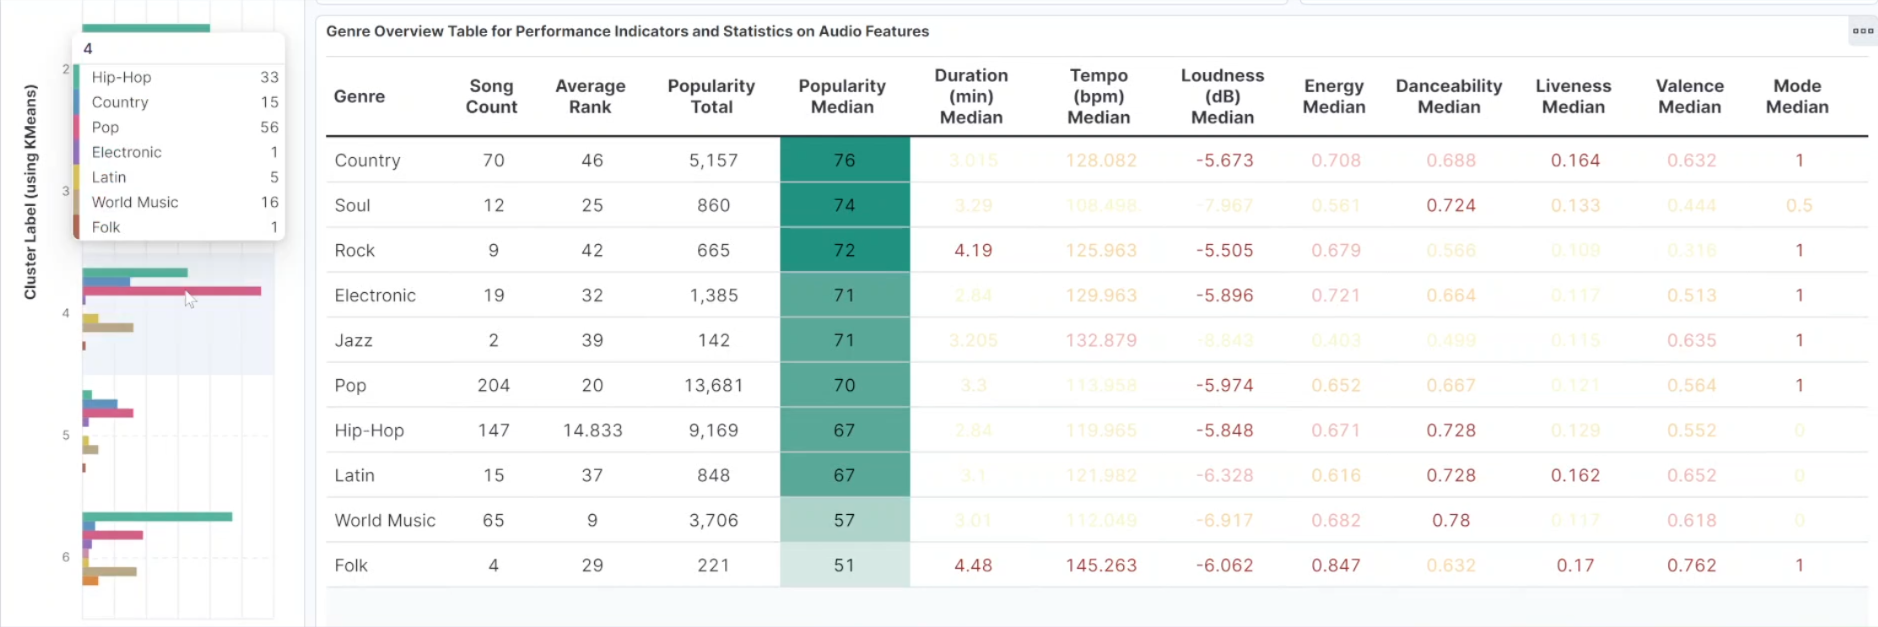 Genre Overview Table for Performance Indicators and Statistics on Audio Features
Cluster Label (using KMeans)
2
3
4
5
6
4
Hip-Hop 33
Country 15
Pop 56
Electronic 1
Latin 5
World Music 16
Folk 1
Genre Song Count Average Rank Popularity Total Popularity Median Duration (min) Median Tempo (bpm) Median Loudness (dB) Median Energy Median Danceability Median Liveness Median Valence Median Mode Median
Country 70 46 5,157 76 3.015 128.082 -5.673 0.708 0.688 0.164 0.632 1
Soul 12 25 860 74 3.29 108.498 -7.967 0.561 0.724 0.133 0.444 0.5
Rock 9 42 665 72 4.19 125.963 -5.505 0.679 0.566 0.109 0.316 1
Electronic 19 32 1,385 71 2.84 129.963 -5.896 0.721 0.664 0.117 0.513 1
Jazz 2 39 142 71 3.205 132.879 -8.843 0.403 0.499 0.115 0.635 1
Pop 204 20 13,681 70 3.3 113.958 -5.974 0.652 0.667 0.121 0.564 1
Hip-Hop 147 14.833 9,169 67 2.84 119.965 -5.848 0.671 0.728 0.129 0.552 0
Latin 15 37 848 67 3.1 121.982 -6.328 0.616 0.728 0.162 0.652 0
World Music 65 9 3,706 57 3.01 112.049 -6.917 0.682 0.78 0.117 0.618 0
Folk 4 29 221 51 4.48 145.263 -6.062 0.847 0.632 0.17 0.762 1